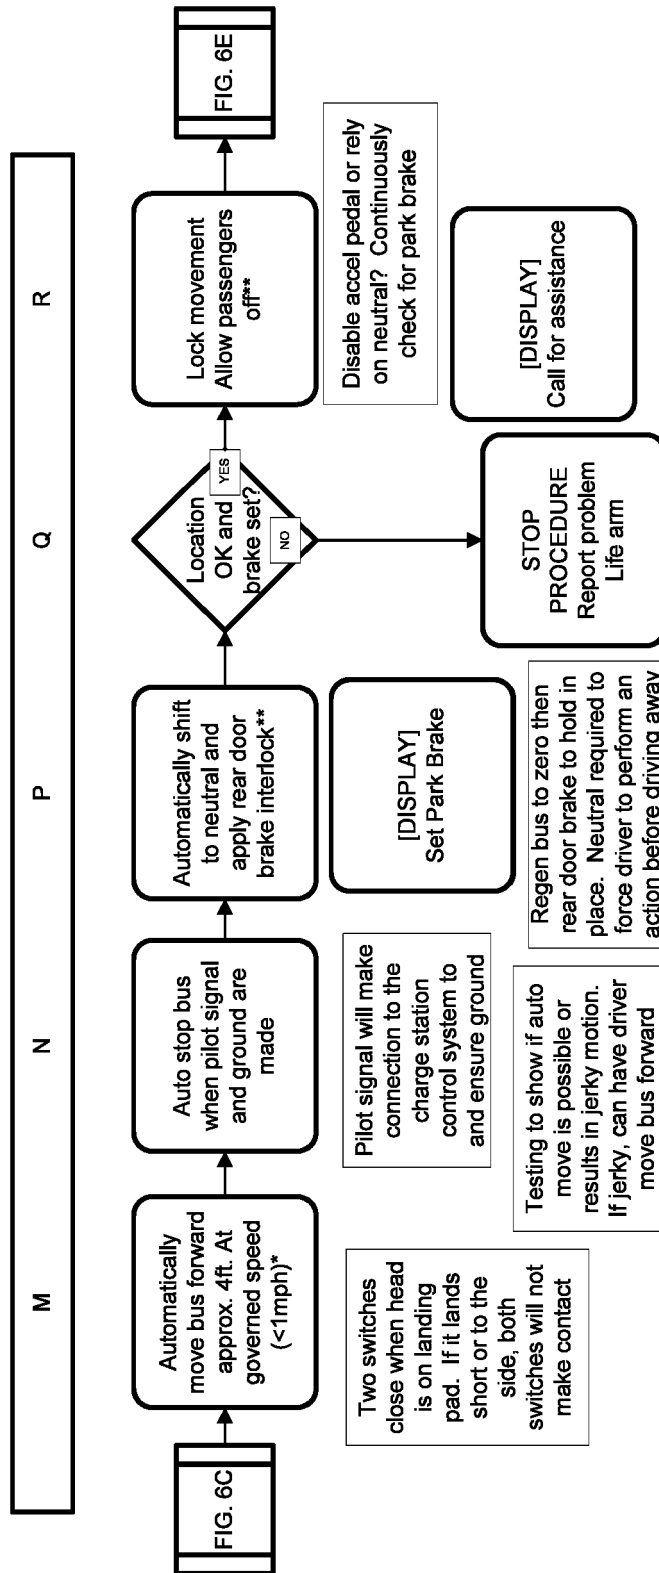 M
N
P
Q
R
FIG. 6C
Automatically
move bus forward
approx. 4ft. At
governed speed
(<1mph)*
Auto stop bus
when pilot signal
and ground are
made
Automatically shift
to neutral and
apply rear door
brake interlock**
Location
OK and
brake set?
YES
NO
Lock movement
Allow passengers
off**
FIG. 6E
Two switches
close when head
is on landing
pad. If it lands
short or to the
side, both
switches will not
make contact
Pilot signal will make
connection to the
charge station
control system to
and ensure ground
[DISPLAY]
Set Park Brake
Disable accel pedal or rely
on neutral? Continuously
check for park brake
Testing to show if auto
move is possible or
results in jerky motion.
If jerky, can have driver
move bus forward
Regen bus to zero then
rear door brake to hold in
place. Neutral required to
force driver to perform an
action before driving away
STOP
PROCEDURE
Report problem
Life arm
[DISPLAY]
Call for assistance